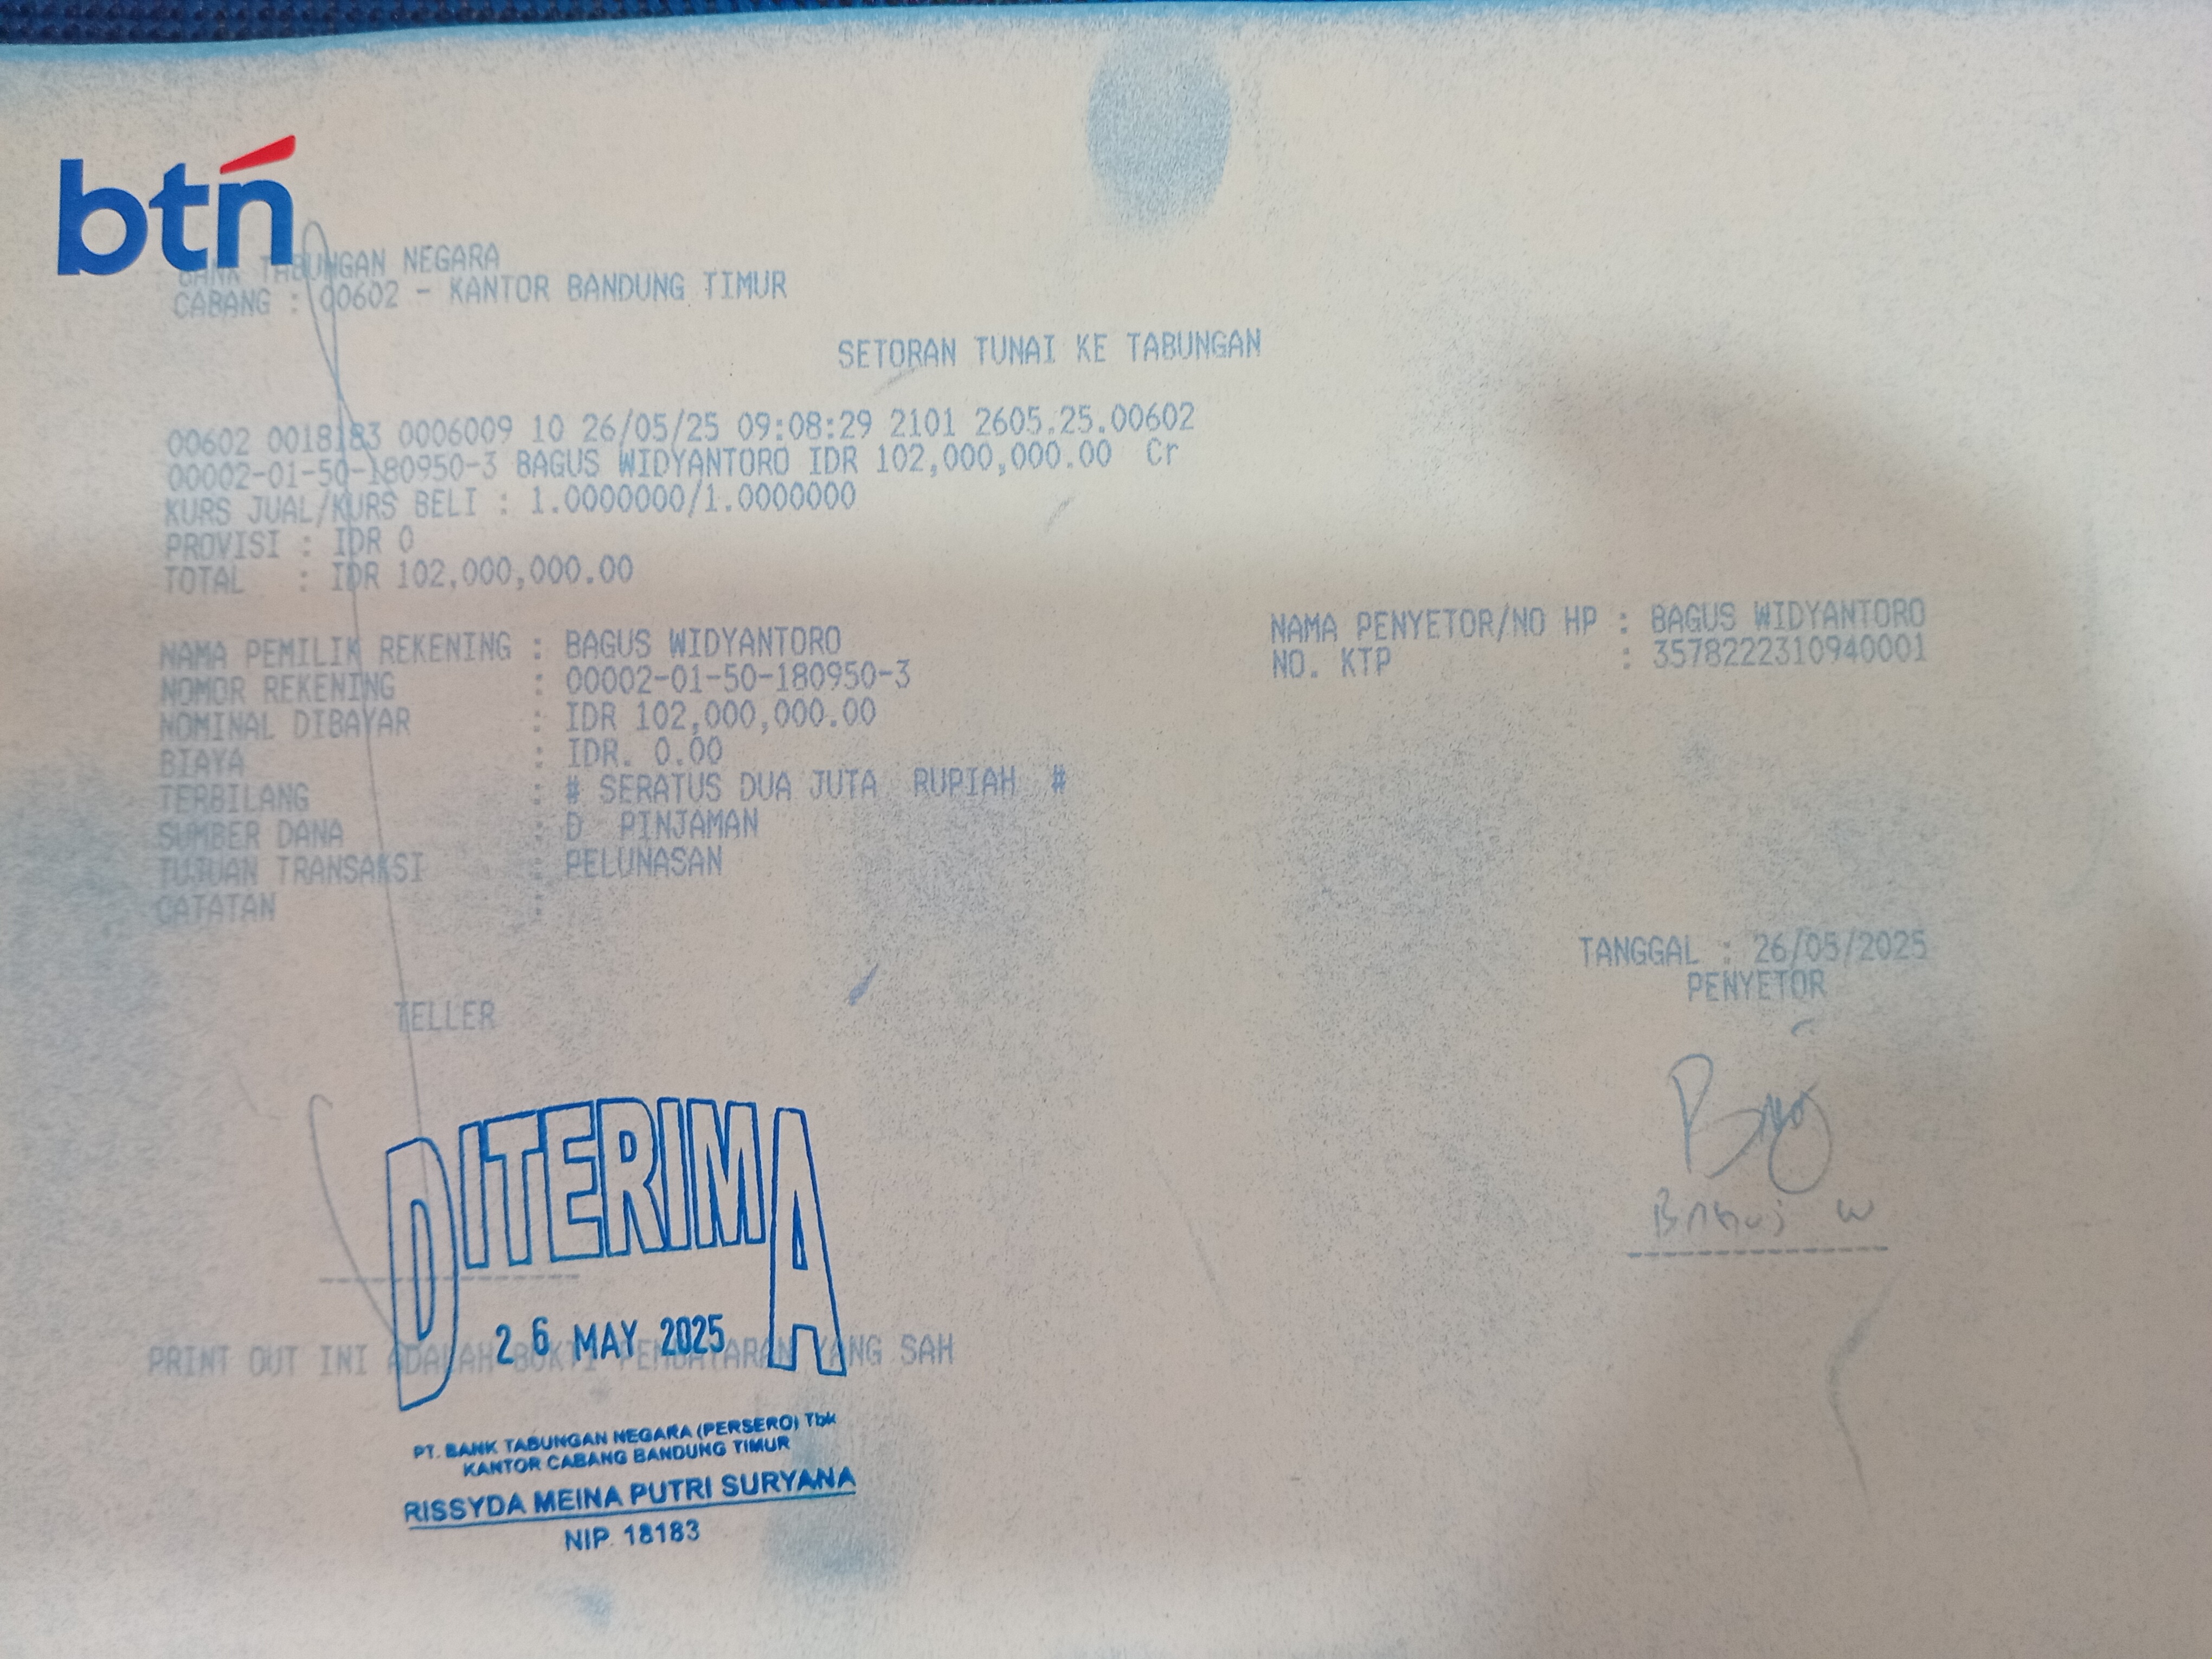 btn
BANK TABUNGAN NEGARA
CABANG : 00602 - KANTOR BANDUNG TIMUR
SETORAN TUNAI KE TABUNGAN
00602 0018183 0006009 10 26/05/25 09:08:29 2101 2605.25.00602
00002-01-50-180950-3 BAGUS WIDYANTORO IDR 102,000,000.00 Cr
KURS JUAL/KURS BELI : 1.0000000/1.0000000
PROVISI : IDR 0
TOTAL : IDR 102,000,000.00
NAMA PEMILIK REKENING : BAGUS WIDYANTORO
NOMOR REKENING : 00002-01-50-180950-3
NOMINAL DIBAYAR : IDR 102,000,000.00
BIAYA : IDR. 0.00
TERBILANG : # SERATUS DUA JUTA RUPIAH #
SUMBER DANA : D PINJAMAN
TUJUAN TRANSAKSI : PELUNASAN
CATATAN :
NAMA PENYETOR/NO HP : BAGUS WIDYANTORO
NO. KTP : 3578222310940001
TANGGAL : 26/05/2025
PENYETOR
Bagus W
TELLER
DITERIMA
26 MAY 2025
PRINT OUT INI ADALAH BUKTI PEMBAYARAN YANG SAH
PT. BANK TABUNGAN NEGARA (PERSERO) Tbk
KANTOR CABANG BANDUNG TIMUR
RISSYDA MEINA PUTRI SURYANA
NIP. 18183